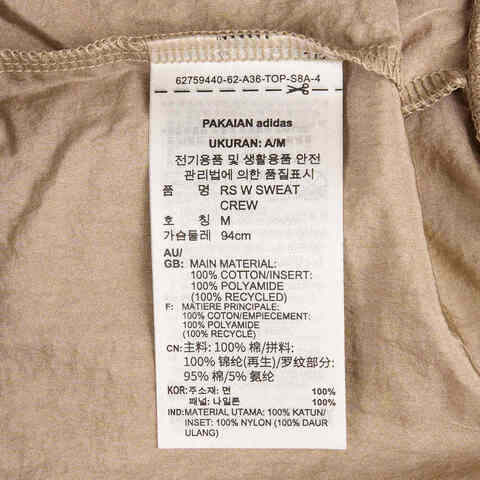 62759440-62-A36-TOP-S8A-4
PAKAIAN adidas
UKURAN: A/M
전기용품 및 생활용품 안전
관리법에 의한 품질표시
품 명 RS W SWEAT
CREW
호 칭 M
가슴둘레 94cm
AU/
GB: MAIN MATERIAL:
100% COTTON/INSERT:
100% POLYAMIDE
(100% RECYCLED)
F: MATIERE PRINCIPALE:
100% COTON/EMPIECEMENT:
100% POLYAMIDE
(100% RECYCLE)
CN: 主料: 100% 棉/拼料:
100% 锦纶(再生)/罗纹部分:
95% 棉/5% 氨纶
KOR: 주소재: 면 100%
패널: 나일론 100%
IND: MATERIAL UTAMA: 100% KATUN/
INSET: 100% NYLON (100% DAUR
ULANG)